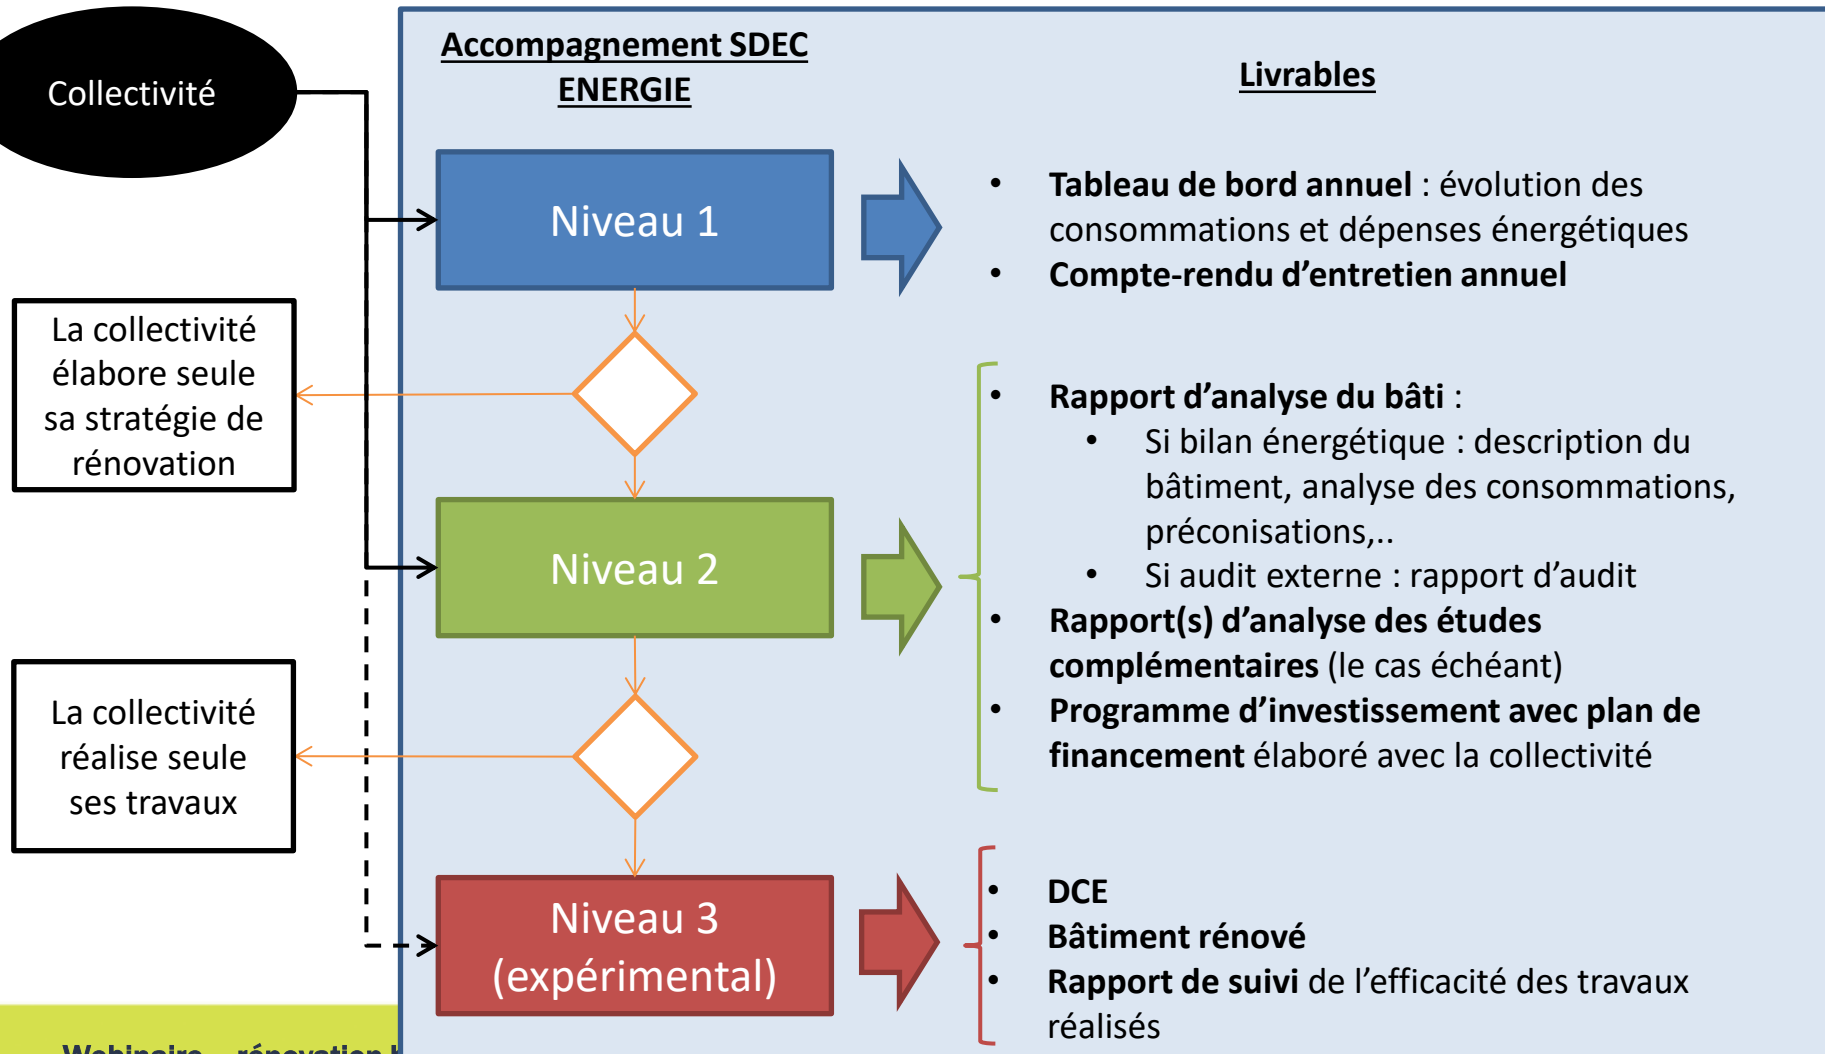 Collectivité
Accompagnement SDEC
ENERGIE
Livrables
Niveau 1
• Tableau de bord annuel : évolution des
consommations et dépenses énergétiques
• Compte-rendu d’entretien annuel
La collectivité
élabore seule
sa stratégie de
rénovation
Niveau 2
• Rapport d’analyse du bâti :
• Si bilan énergétique : description du
bâtiment, analyse des consommations,
préconisations,..
• Si audit externe : rapport d’audit
• Rapport(s) d’analyse des études
complémentaires (le cas échéant)
• Programme d’investissement avec plan de
financement élaboré avec la collectivité
La collectivité
réalise seule
ses travaux
Niveau 3
(expérimental)
• DCE
• Bâtiment rénové
• Rapport de suivi de l’efficacité des travaux
réalisés
Webinaire – rénovation